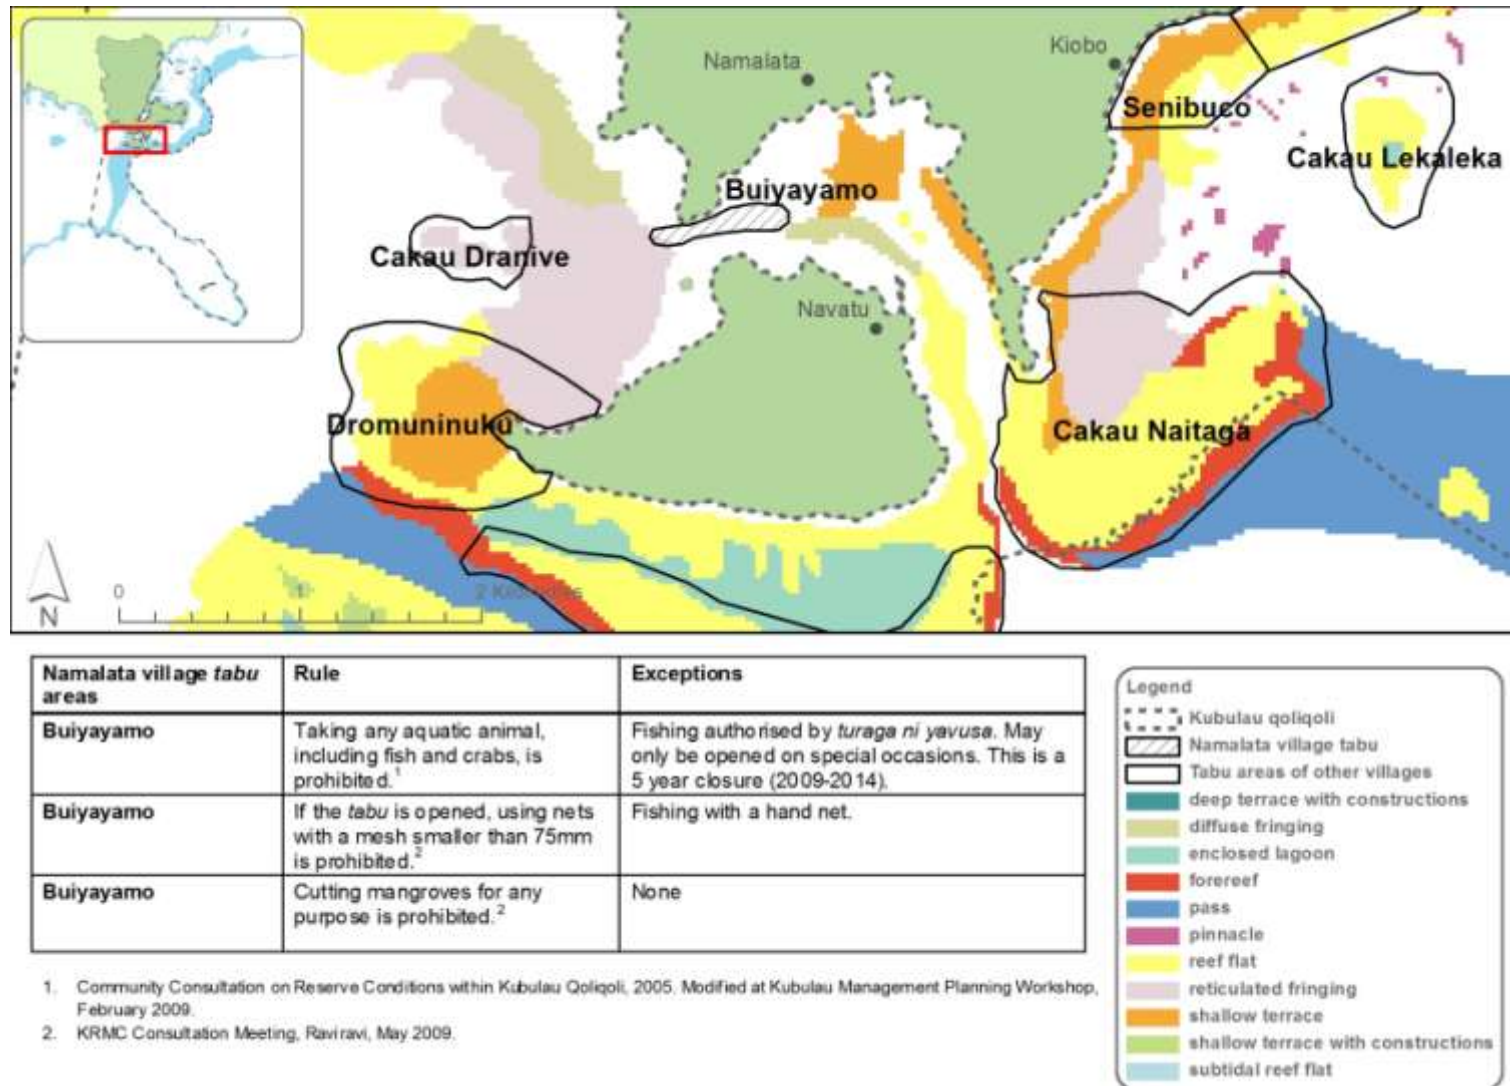 Namalata
Kiobo
Senibuco
Cakau Lekaleka
Buiyayamo
Cakau Dranive
Navatu
Dromuninuku
Cakau Naitaga
N
0
1
2 Kilometres
Namalata village tabu areas
Rule
Exceptions
Buiyayamo
Taking any aquatic animal,
including fish and crabs, is
prohibited.1
Fishing authorised by turaga ni yavusa. May
only be opened on special occasions. This is a
5 year closure (2009-2014).
Buiyayamo
If the tabu is opened, using nets
with a mesh smaller than 75mm
is prohibited.2
Fishing with a hand net.
Buiyayamo
Cutting mangroves for any
purpose is prohibited.2
None
1. Community Consultation on Reserve Conditions within Kubulau Qoliqoli, 2005. Modified at Kubulau Management Planning Workshop,
February 2009.
2. KRMC Consultation Meeting, Raviravi, May 2009.
Legend
Kubulau qoliqoli
Namalata village tabu
Tabu areas of other villages
deep terrace with constructions
diffuse fringing
enclosed lagoon
forereef
pass
pinnacle
reef flat
reticulated fringing
shallow terrace
shallow terrace with constructions
subtidal reef flat